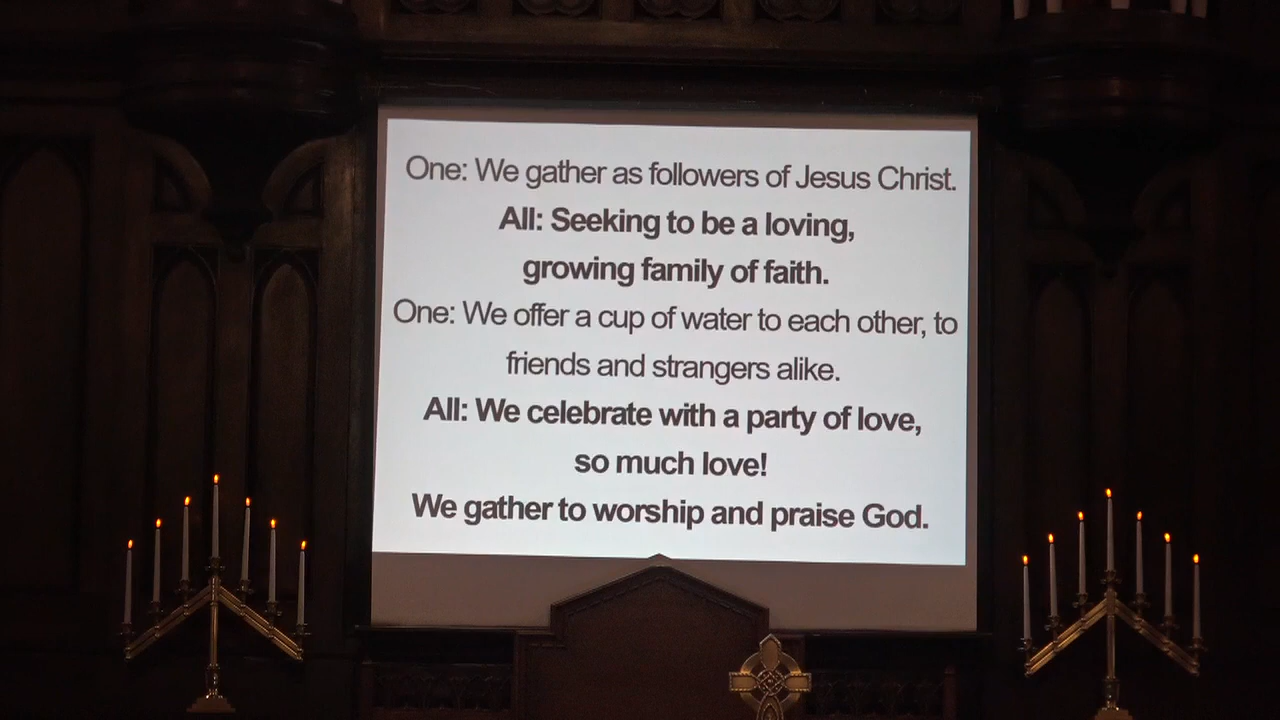 One: We gather as followers of Jesus Christ.
All: Seeking to be a loving,
growing family of faith.
One: We offer a cup of water to each other, to
friends and strangers alike.
All: We celebrate with a party of love,
so much love!
We gather to worship and praise God.